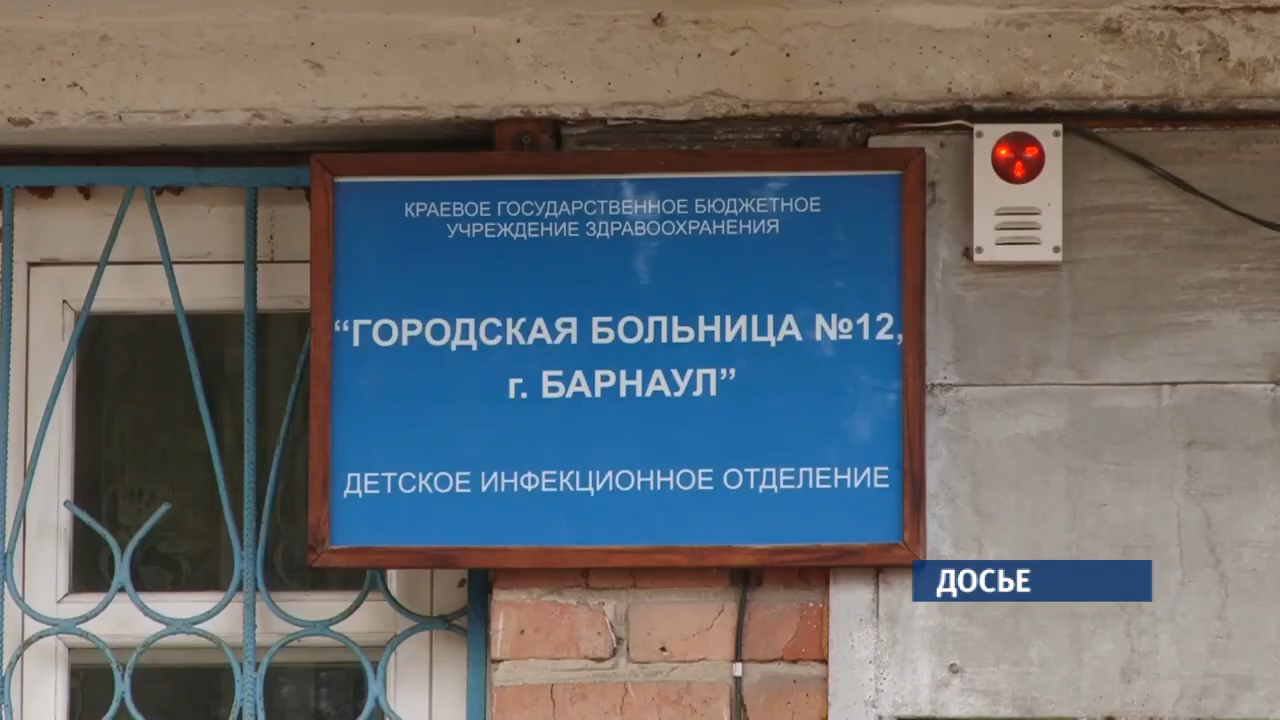 КРАЕВОЕ ГОСУДАРСТВЕННОЕ БЮДЖЕТНОЕ
УЧРЕЖДЕНИЕ ЗДРАВООХРАНЕНИЯ
“ГОРОДСКАЯ БОЛЬНИЦА №12,
г. БАРНАУЛ”
ДЕТСКОЕ ИНФЕКЦИОННОЕ ОТДЕЛЕНИЕ
ДОСЬЕ